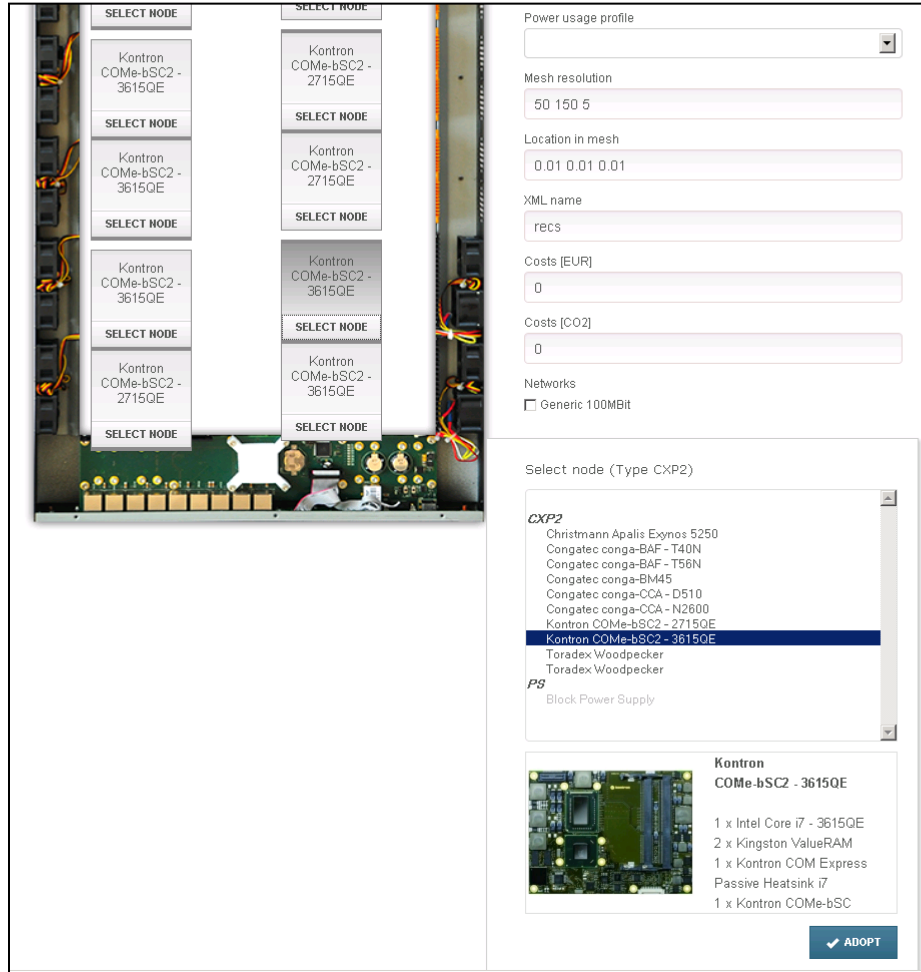 SELECT NODE
SELECT NODE
Kontron
COMe-bSC2 -
3615QE
SELECT NODE
Kontron
COMe-bSC2 -
2715QE
SELECT NODE
Kontron
COMe-bSC2 -
3615QE
SELECT NODE
Kontron
COMe-bSC2 -
2715QE
SELECT NODE
Kontron
COMe-bSC2 -
3615QE
SELECT NODE
Kontron
COMe-bSC2 -
3615QE
SELECT NODE
Kontron
COMe-bSC2 -
2715QE
SELECT NODE
Kontron
COMe-bSC2 -
3615QE
SELECT NODE
Power usage profile
Mesh resolution
50 150 5
Location in mesh
0.01 0.01 0.01
XML name
recs
Costs [EUR]
0
Costs [CO2]
0
Networks
Generic 100MBit
Select node (Type CXP2)
CXP2
Christmann Apalis Exynos 5250
Congatec conga-BAF - T40N
Congatec conga-BAF - T56N
Congatec conga-BM45
Congatec conga-CCA - D510
Congatec conga-CCA - N2600
Kontron COMe-bSC2 - 2715QE
Kontron COMe-bSC2 - 3615QE
Toradex Woodpecker
Toradex Woodpecker
PS
Block Power Supply
Kontron
COMe-bSC2 - 3615QE
1 x Intel Core i7 - 3615QE
2 x Kingston ValueRAM
1 x Kontron COM Express
Passive Heatsink i7
1 x Kontron COMe-bSC
ADOPT